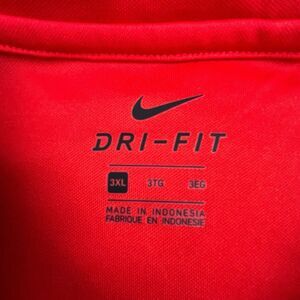 DRI-FIT
3XL 3TG 3EG
MADE IN INDONESIA
FABRIQUÉ EN INDONÉSIE